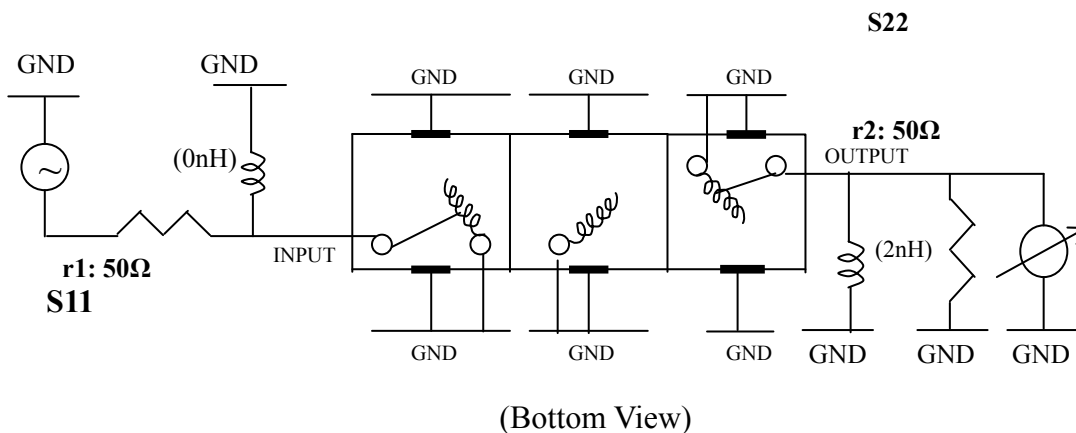 S22
GND
GND
GND
GND
GND
r2: 50Ω
OUTPUT
(0nH)
~
INPUT
(2nH)
r1: 50Ω
S11
GND
GND
GND
GND
GND
GND
(Bottom View)